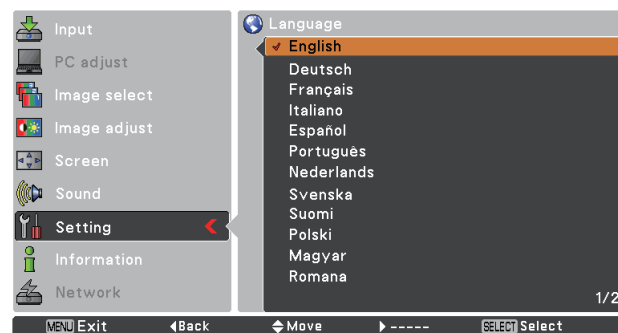 Input
PC adjust
Image select
Image adjust
Screen
Sound
Setting
Information
Network
Language
English
Deutsch
Français
Italiano
Español
Português
Nederlands
Svenska
Suomi
Polski
Magyar
Romana
1/2
MENU Exit ◀Back Move ▶ ----- SELECT Select